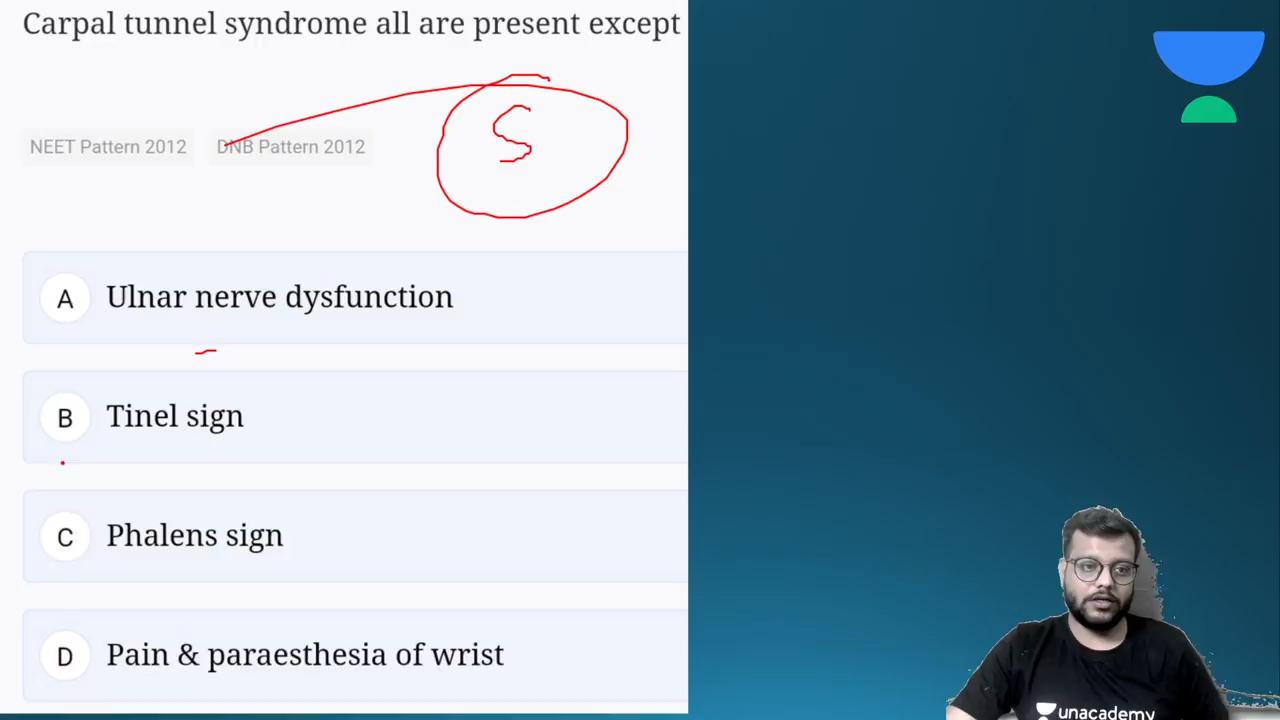 Carpal tunnel syndrome all are present except
NEET Pattern 2012 DNB Pattern 2012
S
A Ulnar nerve dysfunction
B Tinel sign
C Phalens sign
D Pain & paraesthesia of wrist
unacademy